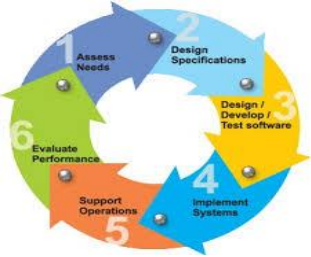 1
Assess
Needs
2
Design
Specifications
3
Design /
Develop /
Test software
4
Implement
Systems
5
Support
Operations
6
Evaluate
Performance